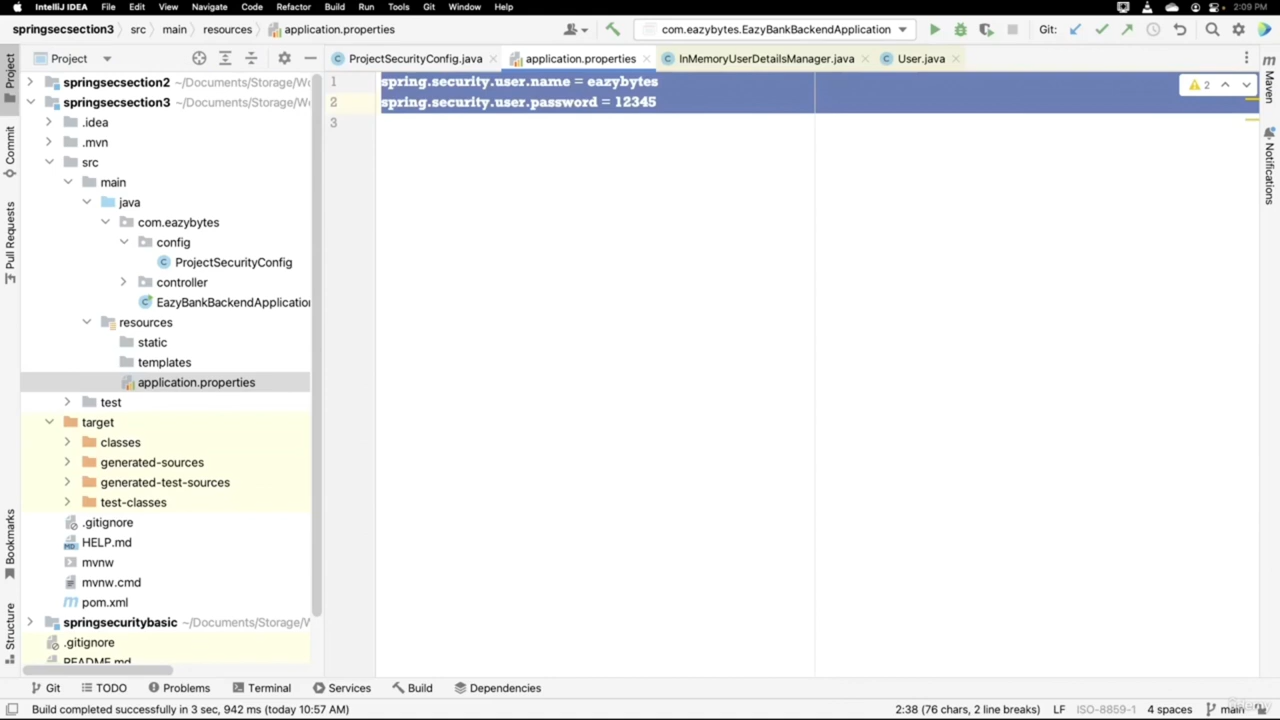 IntelliJ IDEA File Edit View Navigate Code Refactor Build Run Tools Git Window Help 2:09 PM
springsecsection3 src main resources application.properties com.eazybytes.EazyBankBackendApplication Git:
Project ProjectSecurityConfig.java application.properties InMemoryUserDetailsManager.java User.java
Project
Commit
Pull Requests
Bookmarks
Structure
springsecsection2 ~/Documents/Storage/Wo
springsecsection3 ~/Documents/Storage/Wo
.idea
.mvn
src
main
java
com.eazybytes
config
ProjectSecurityConfig
controller
EazyBankBackendApplication
resources
static
templates
application.properties
test
target
classes
generated-sources
generated-test-sources
test-classes
.gitignore
HELP.md
mvnw
mvnw.cmd
pom.xml
springsecuritybasic ~/Documents/Storage/W
.gitignore
README.md
1 spring.security.user.name = eazybytes
2 spring.security.user.password = 12345
3
2
Maven
Notifications
Git TODO Problems Terminal Services Build Dependencies
Build completed successfully in 3 sec, 942 ms (today 10:57 AM) 2:38 (76 chars, 2 line breaks) LF ISO-8859-1 4 spaces main